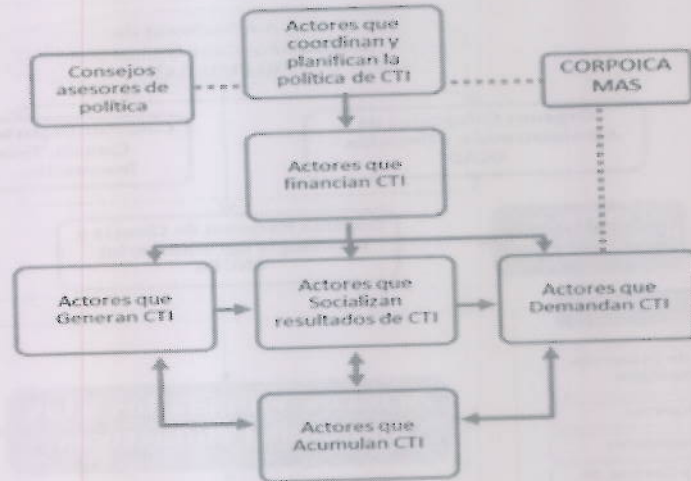 Actores que
coordinan y
planifican la
política de CTI
Consejos
asesores de
política
CORPOICA
MAS
Actores que
financian CTI
Actores que
Generan CTI
Actores que
Socializan
resultados de CTI
Actores que
Demandan CTI
Actores que
Acumulan CTI